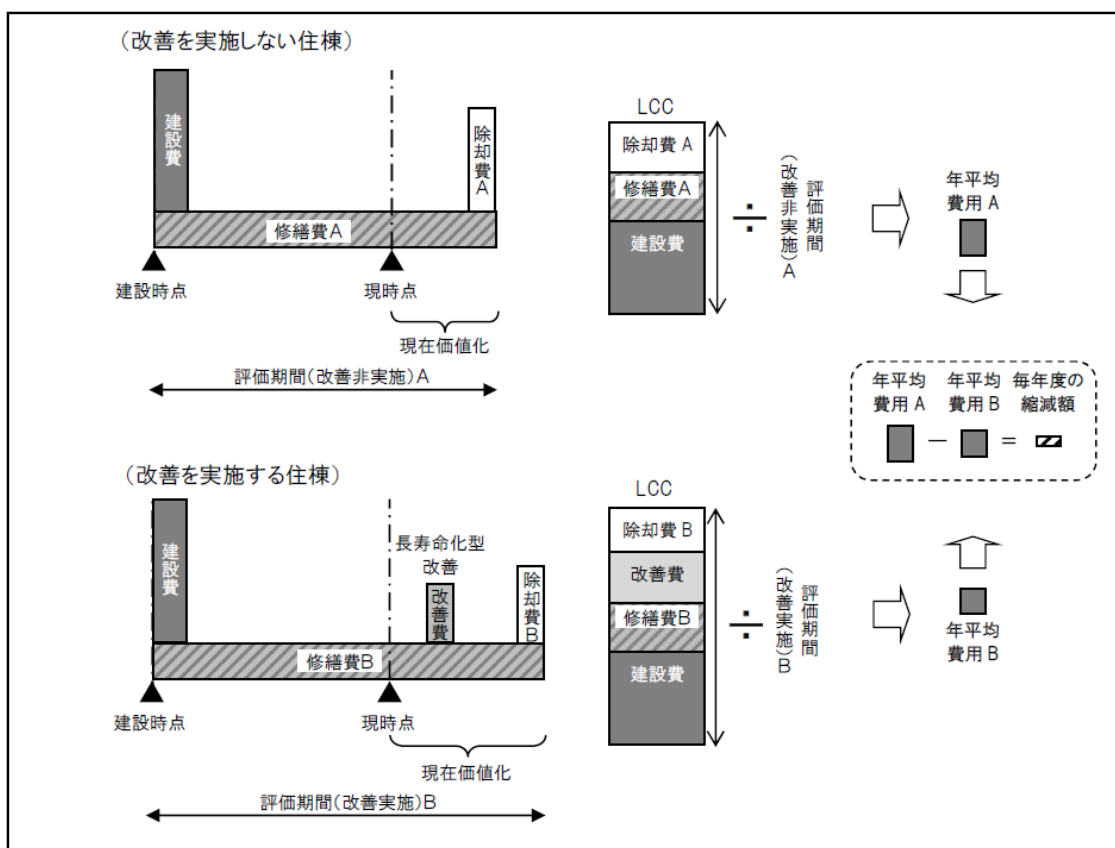 (改善を実施しない住棟)
建設費
除却費A
修繕費A
建設時点
現時点
現在価値化
評価期間(改善非実施)A
LCC
除却費A
修繕費A
建設費
÷
評価期間
(改善非実施)A
年平均
費用A
年平均
費用A
年平均
費用B
毎年度の
縮減額
− =
(改善を実施する住棟)
建設費
長寿命化型
改善
改善費
除却費B
修繕費B
建設時点
現時点
現在価値化
評価期間(改善実施)B
LCC
除却費B
改善費
修繕費B
建設費
÷
評価期間
(改善実施)B
年平均
費用B